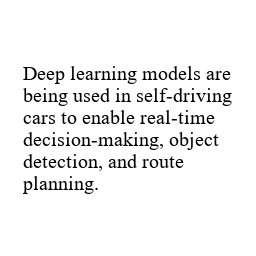 Deep learning models are
being used in self-driving
cars to enable real-time
decision-making, object
detection, and route
planning.